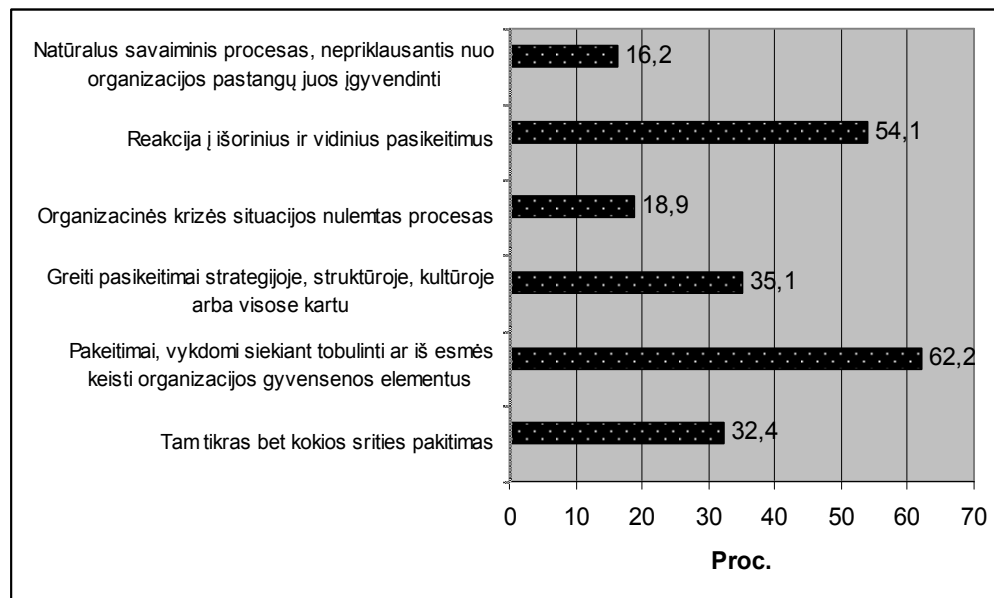 Natūralus savaiminis procesas, nepriklausantis nuo
organizacijos pastangų juos įgyvendinti
16,2
Reakcija į išorinius ir vidinius pasikeitimus
54,1
Organizacinės krizės situacijos nulemtas procesas
18,9
Greiti pasikeitimai strategijoje, struktūroje, kultūroje
arba visose kartu
35,1
Pakeitimai, vykdomi siekiant tobulinti ar iš esmės
keisti organizacijos gyvensenos elementus
62,2
Tam tikras bet kokios srities pakitimas
32,4
0 10 20 30 40 50 60 70
Proc.